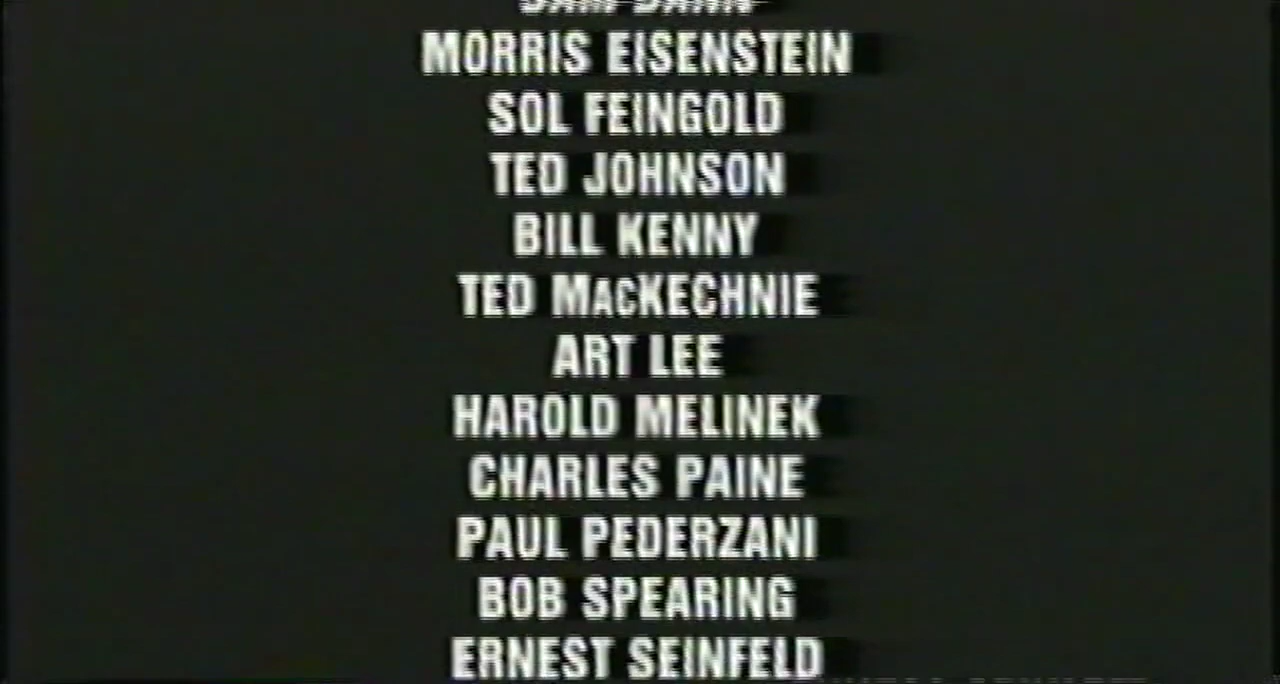 MORRIS EISENSTEIN
SOL FEINGOLD
TED JOHNSON
BILL KENNY
TED MacKECHNIE
ART LEE
HAROLD MELINEK
CHARLES PAINE
PAUL PEDERZANI
BOB SPEARING
ERNEST SEINFELD